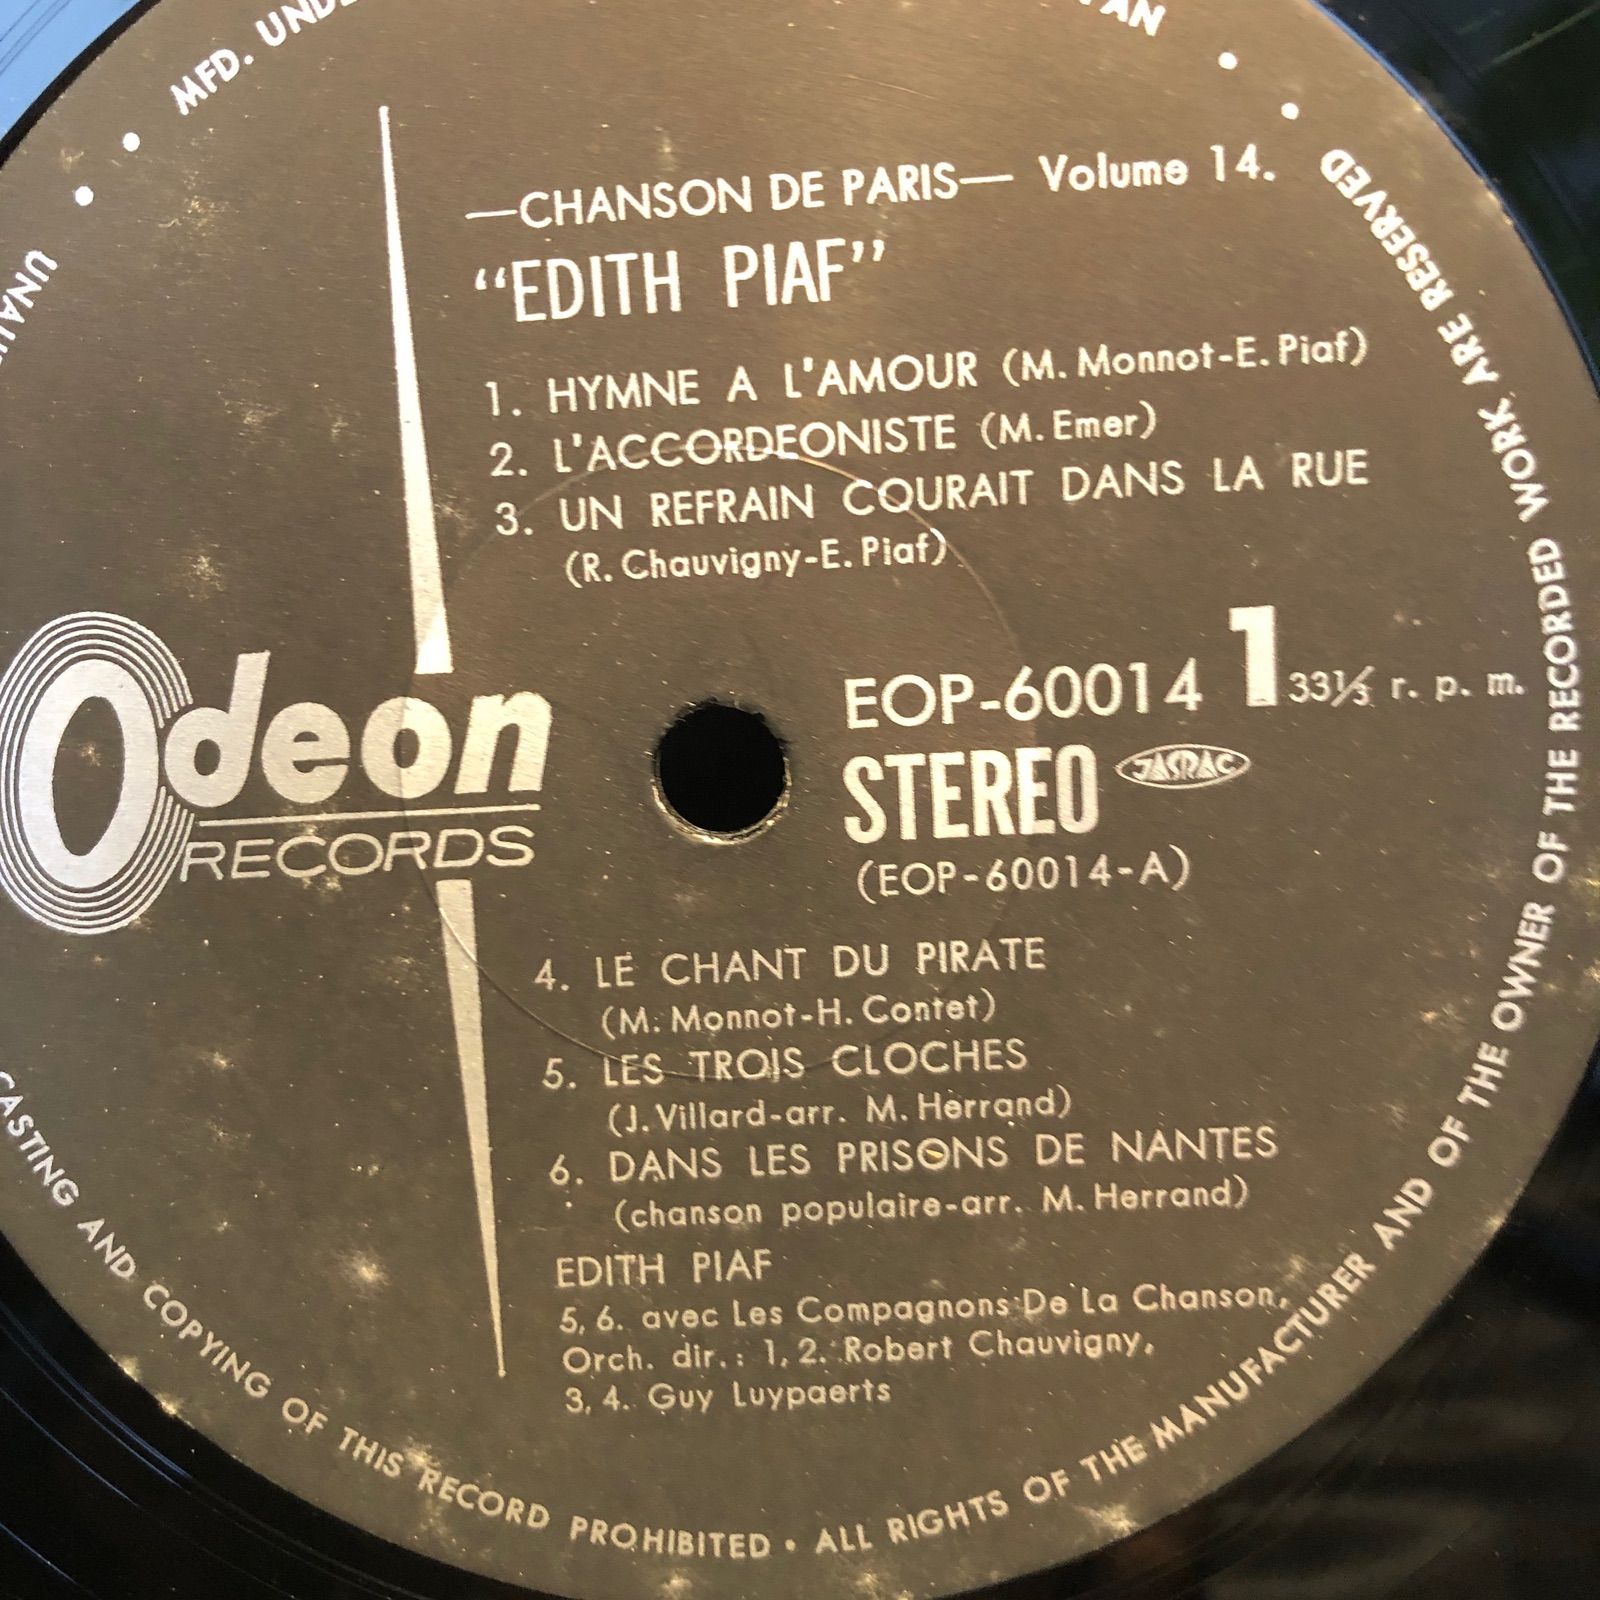 MFD.
—CHANSON DE PARIS— Volume 14.
“EDITH PIAF”
1. HYMNE A L'AMOUR (M. Monnot-E. Piaf)
2. L'ACCORDEONISTE (M. Emer)
3. UN REFRAIN COURAIT DANS LA RUE
(R. Chauvigny-E. Piaf)
Odeon
RECORDS
EOP-60014 1 33⅓ r. p. m.
STEREO JASRAC
(EOP-60014-A)
4. LE CHANT DU PIRATE
(M. Monnot-H. Contet)
5. LES TROIS CLOCHES
(J. Villard-arr. M. Herrand)
6. DANS LES PRISONS DE NANTES
(chanson populaire-arr. M. Herrand)
EDITH PIAF
5, 6. avec Les Compagnons De La Chanson,
Orch. dir.: 1, 2. Robert Chauvigny,
3, 4. Guy Luypaerts
AND COPYING OF THIS RECORD PROHIBITED • ALL RIGHTS OF THE MANUFACTURER AND OF THE OWNER OF THE RECORDED WORK ARE RESERVED